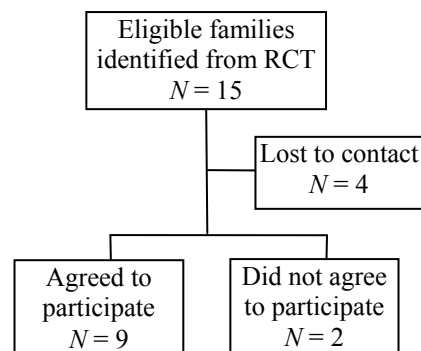 Eligible families
identified from RCT
N = 15
Lost to contact
N = 4
Agreed to
participate
N = 9
Did not agree
to participate
N = 2